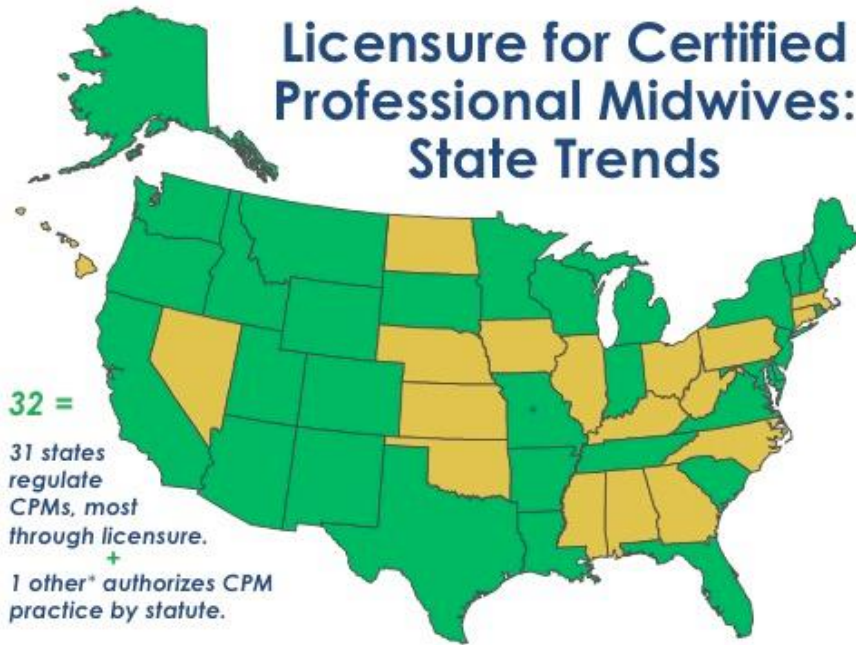 Licensure for Certified
Professional Midwives:
State Trends
32 =
31 states
regulate
CPMs, most
through licensure.
+
1 other* authorizes CPM
practice by statute.
*